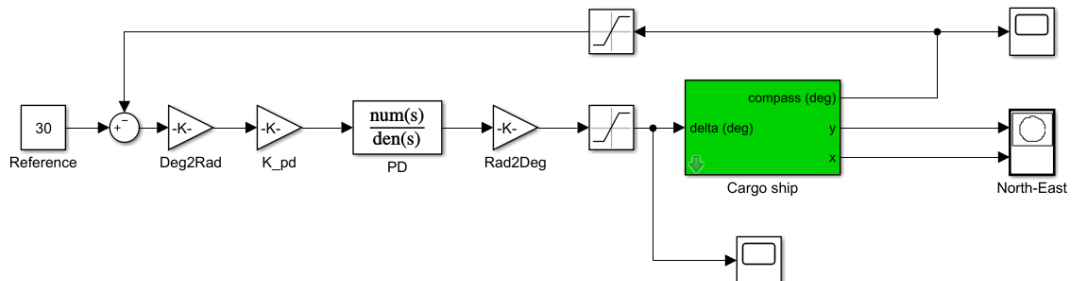 30
Reference
+
−
-K-
Deg2Rad
-K-
K_pd
num(s)
den(s)
PD
-K-
Rad2Deg
compass (deg)
delta (deg)
y
x
Cargo ship
North-East